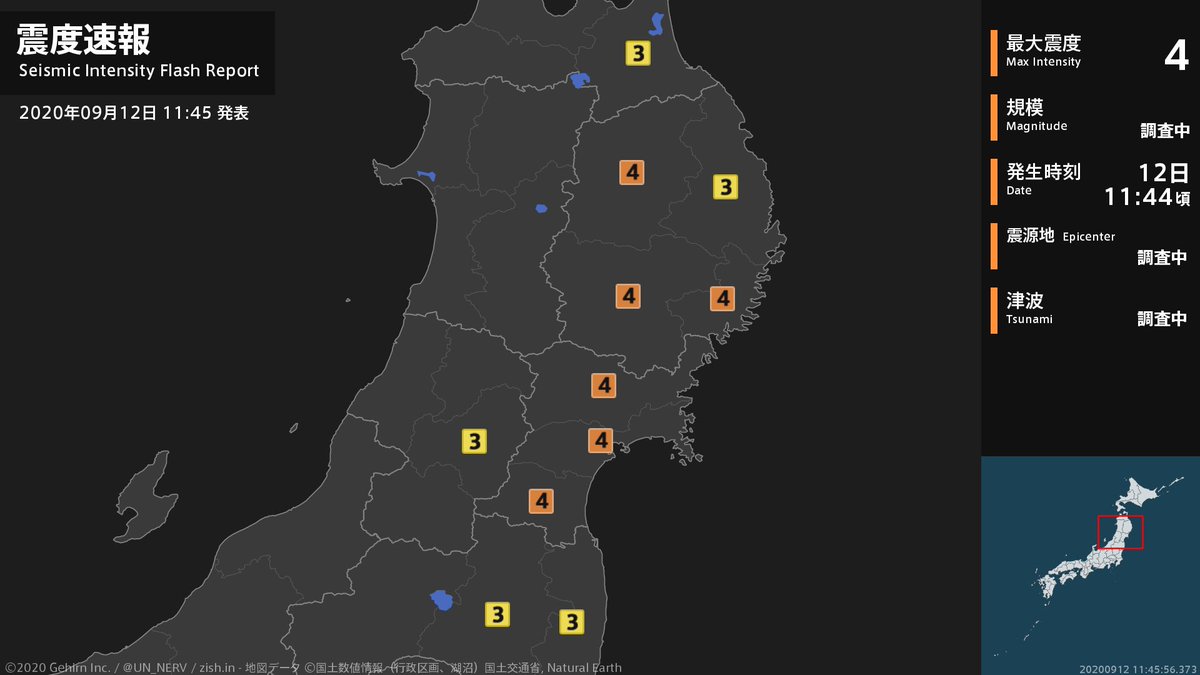 震度速報
Seismic Intensity Flash Report
2020年09月12日 11:45 発表
3
4
3
4
4
4
4
3
4
3
3
最大震度
Max Intensity
4
規模
Magnitude
調査中
発生時刻
Date
12日
11:44頃
震源地 Epicenter
調査中
津波
Tsunami
調査中
©2020 Gehirn Inc. / @UN_NERV / zish.in - 地図データ ©国土数値情報（行政区画、湖沼）国土交通省, Natural Earth
20200912 11:45:56.373